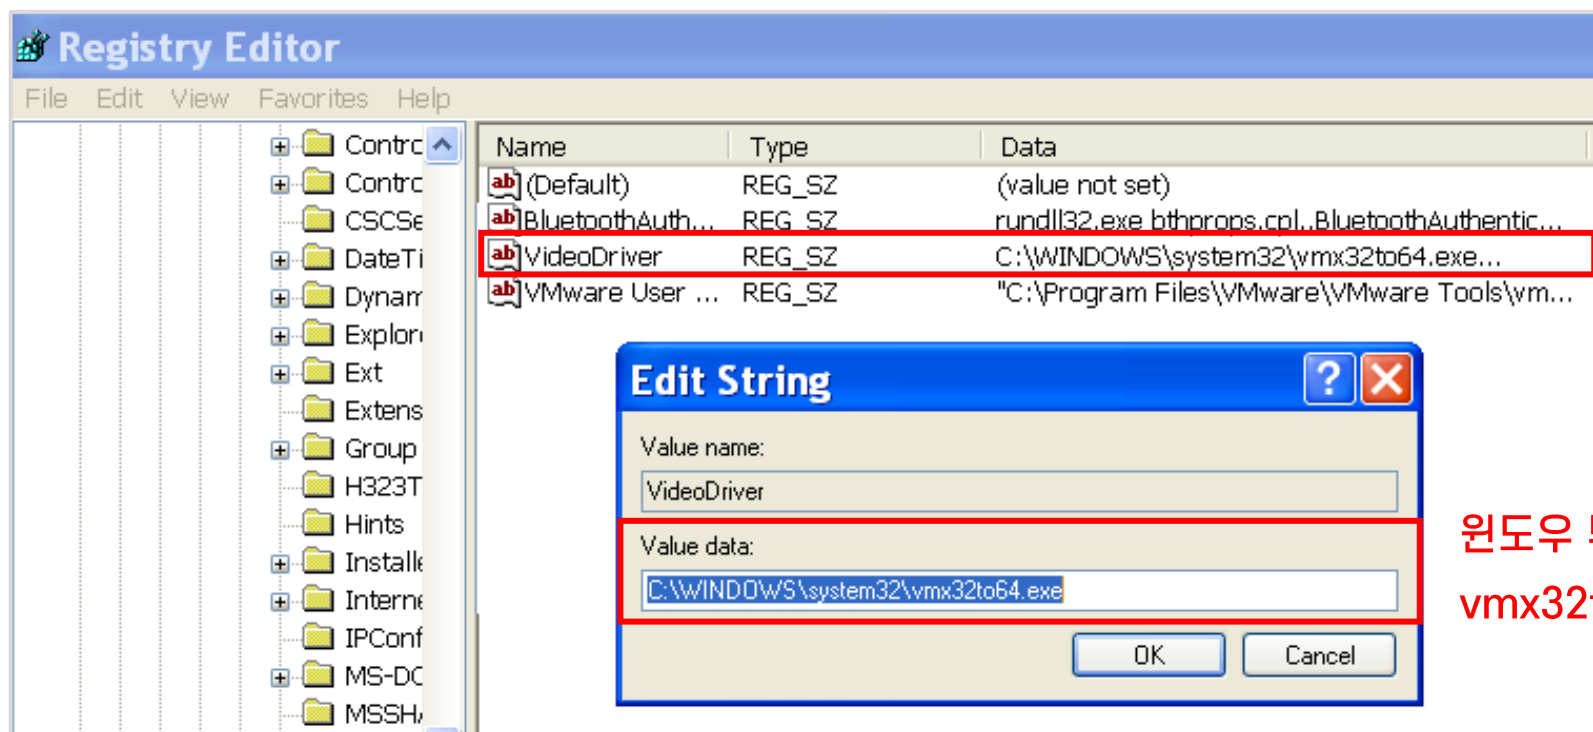 Registry Editor
File Edit View Favorites Help
Name Type Data
(Default) REG_SZ (value not set)
BluetoothAuth... REG_SZ rundll32.exe bthprops.cpl,,BluetoothAuthentic...
VideoDriver REG_SZ C:\WINDOWS\system32\vmx32to64.exe...
VMware User ... REG_SZ "C:\Program Files\VMware\VMware Tools\vm...
Contro
Contro
CSCSe
DateTi
Dynam
Explor
Ext
Extens
Group
H323T
Hints
Installe
Interne
IPConf
MS-DO
MSSH
Edit String
Value name:
VideoDriver
Value data:
C:\WINDOWS\system32\vmx32to64.exe
OK Cancel
윈도우
vmx32